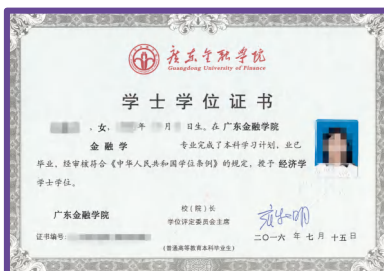 广东金融学院
Guangdong University of Finance
学士学位证书
，女， 年 月 日生。在 广东金融学院
金融学 专业完成了本科学习计划，业已
毕业，经审核符合《中华人民共和国学位条例》的规定，授予 经济学
学士学位。
广东金融学院
校（院）长
学位评定委员会主席
证书编号：
二〇一六 年 七 月 十五 日
（普通高等教育本科毕业生）